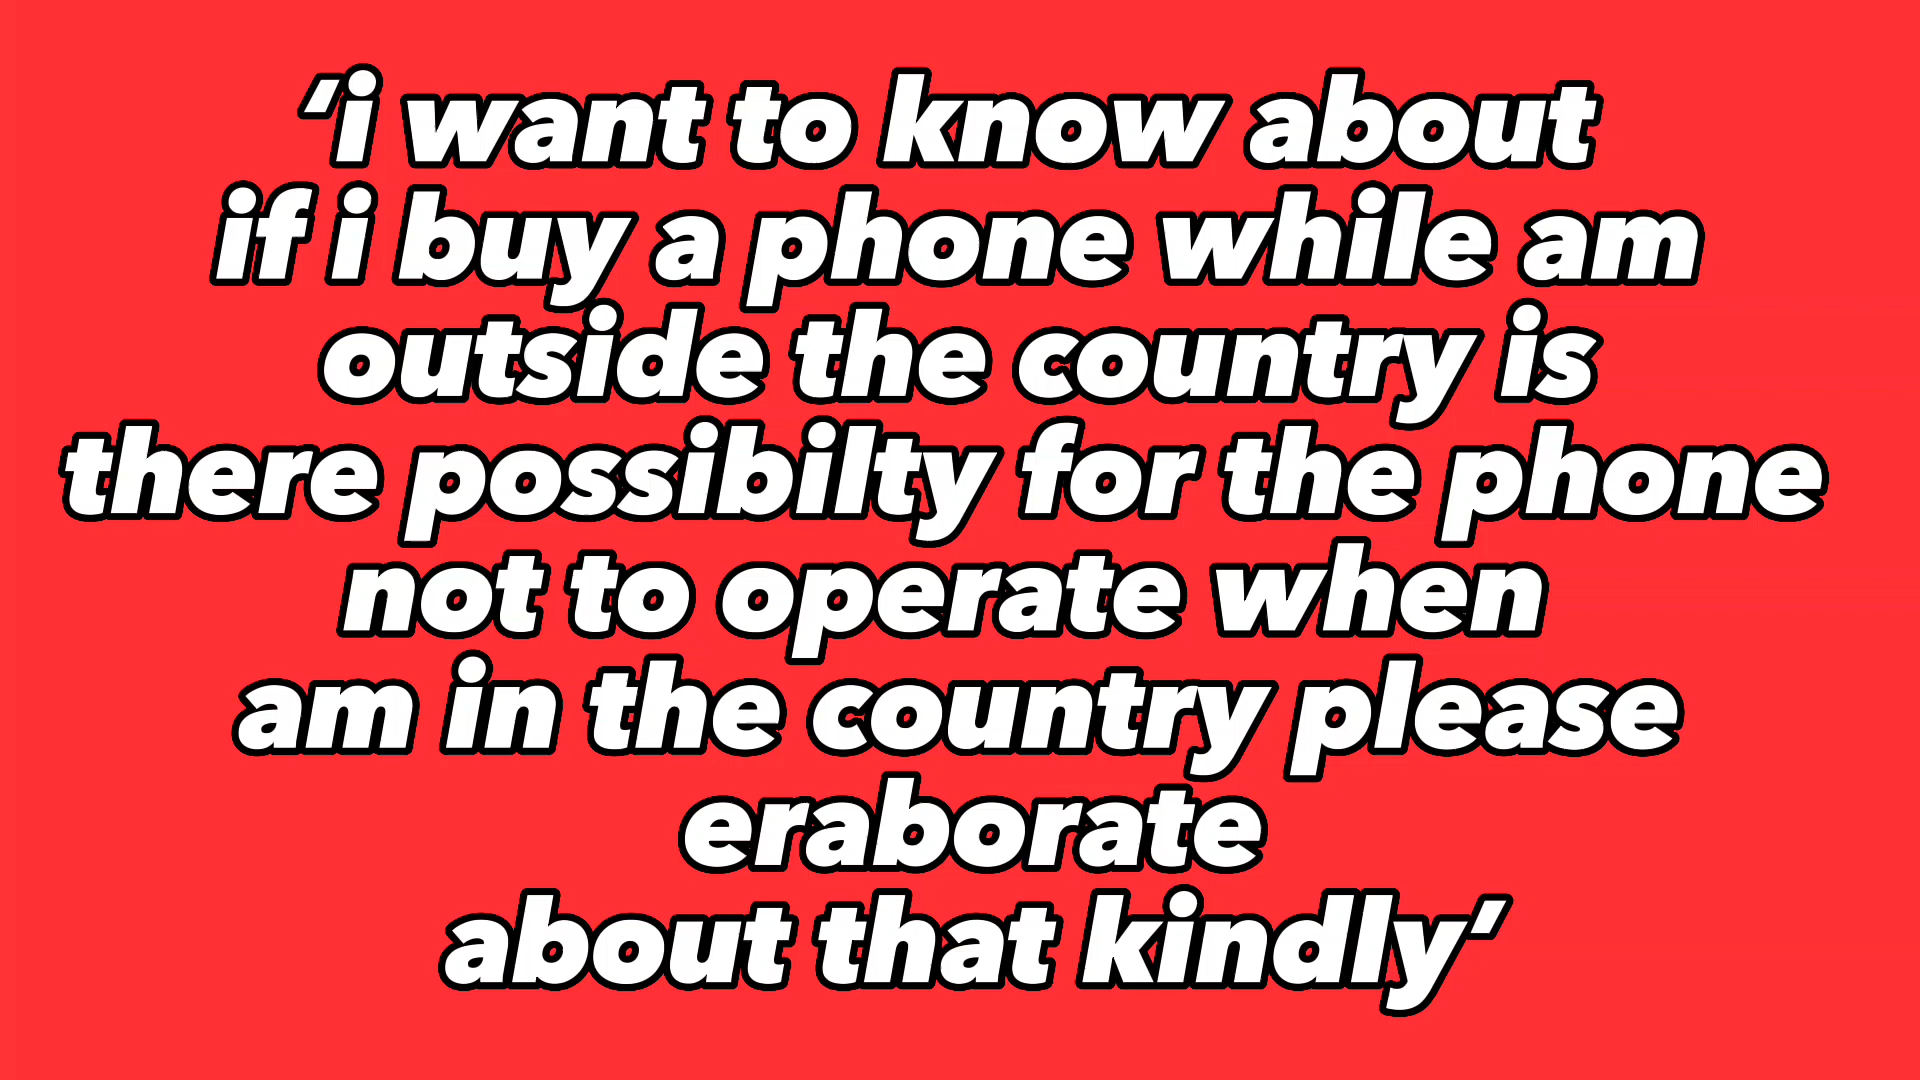 ‘i want to know about
if i buy a phone while am
outside the country is
there possibilty for the phone
not to operate when
am in the country please
eraborate
about that kindly’